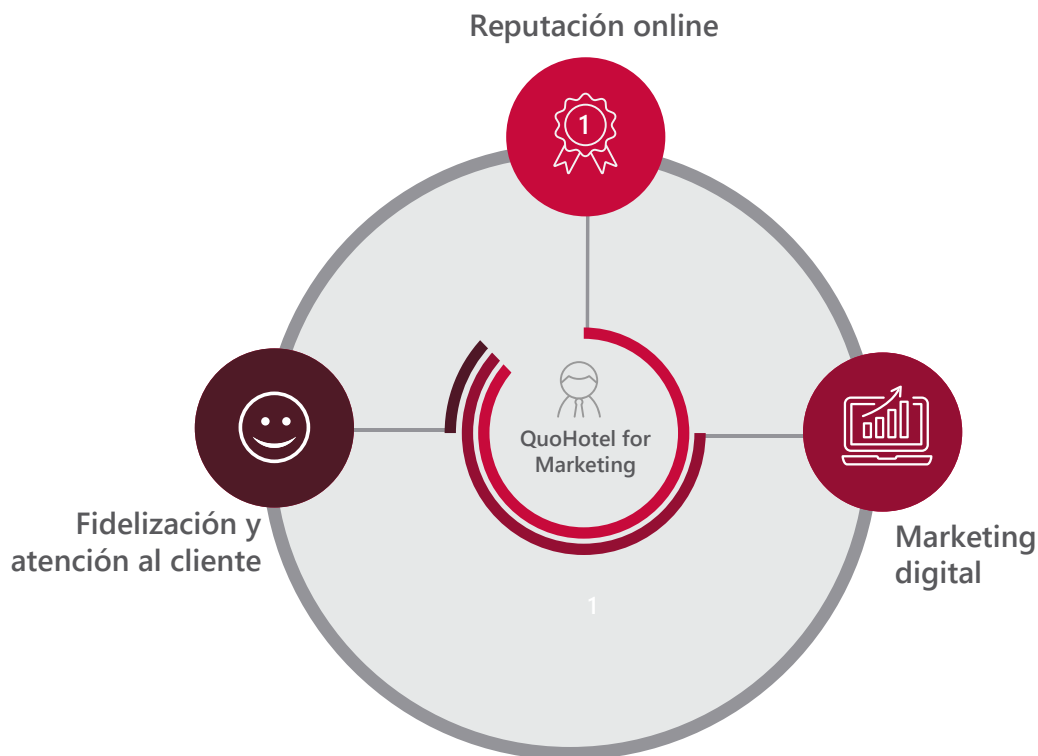 Reputación online
1
QuoHotel for
Marketing
Fidelización y
atención al cliente
Marketing
digital
1